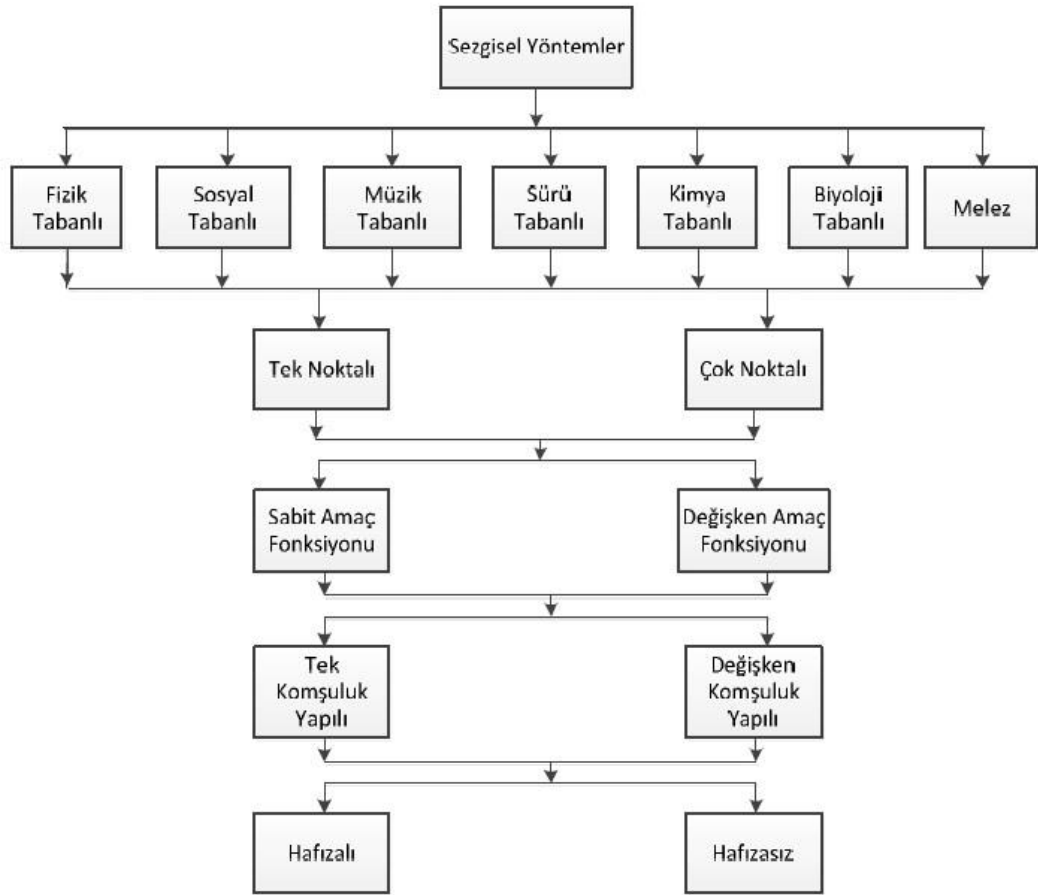 Sezgisel Yöntemler
Fizik
Tabanlı
Sosyal
Tabanlı
Müzik
Tabanlı
Sürü
Tabanlı
Kimya
Tabanlı
Biyoloji
Tabanlı
Melez
Tek Noktalı
Çok Noktalı
Sabit Amaç
Fonksiyonu
Değişken Amaç
Fonksiyonu
Tek
Komşuluk
Yapılı
Değişken
Komşuluk
Yapılı
Hafızalı
Hafızasız